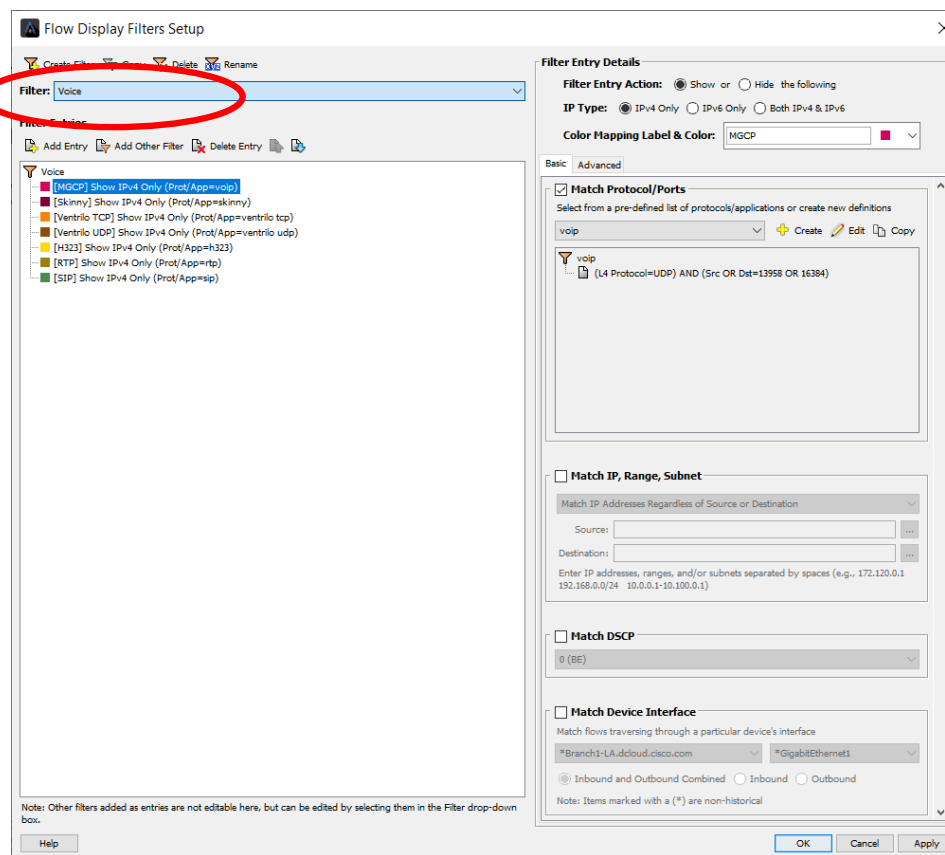 Flow Display Filters Setup
Create Filter Copy Delete Rename
Filter: Voice
Filter Entries
Add Entry Add Other Filter Delete Entry
Voice
[MGCP] Show IPv4 Only (Prot/App=voip)
[Skinny] Show IPv4 Only (Prot/App=skinny)
[Ventrilo TCP] Show IPv4 Only (Prot/App=ventrilo tcp)
[Ventrilo UDP] Show IPv4 Only (Prot/App=ventrilo udp)
[H323] Show IPv4 Only (Prot/App=h323)
[RTP] Show IPv4 Only (Prot/App=rtp)
[SIP] Show IPv4 Only (Prot/App=sip)
Note: Other filters added as entries are not editable here, but can be edited by selecting them in the Filter drop-down
box.
Help
Filter Entry Details
Filter Entry Action: Show or Hide the following
IP Type: IPv4 Only IPv6 Only Both IPv4 & IPv6
Color Mapping Label & Color: MGCP
Basic Advanced
Match Protocol/Ports
Select from a pre-defined list of protocols/applications or create new definitions
voip Create Edit Copy
voip
(L4 Protocol=UDP) AND (Src OR Dst=13958 OR 16384)
Match IP, Range, Subnet
Match IP Addresses Regardless of Source or Destination
Source: ...
Destination: ...
Enter IP addresses, ranges, and/or subnets separated by spaces (e.g., 172.120.0.1
192.168.0.0/24 10.0.0.1-10.100.0.1)
Match DSCP
0 (BE)
Match Device Interface
Match flows traversing through a particular device's interface
*Branch1-LA.dcloud.cisco.com *GigabitEthernet1
Inbound and Outbound Combined Inbound Outbound
Note: Items marked with a (*) are non-historical
OK Cancel Apply